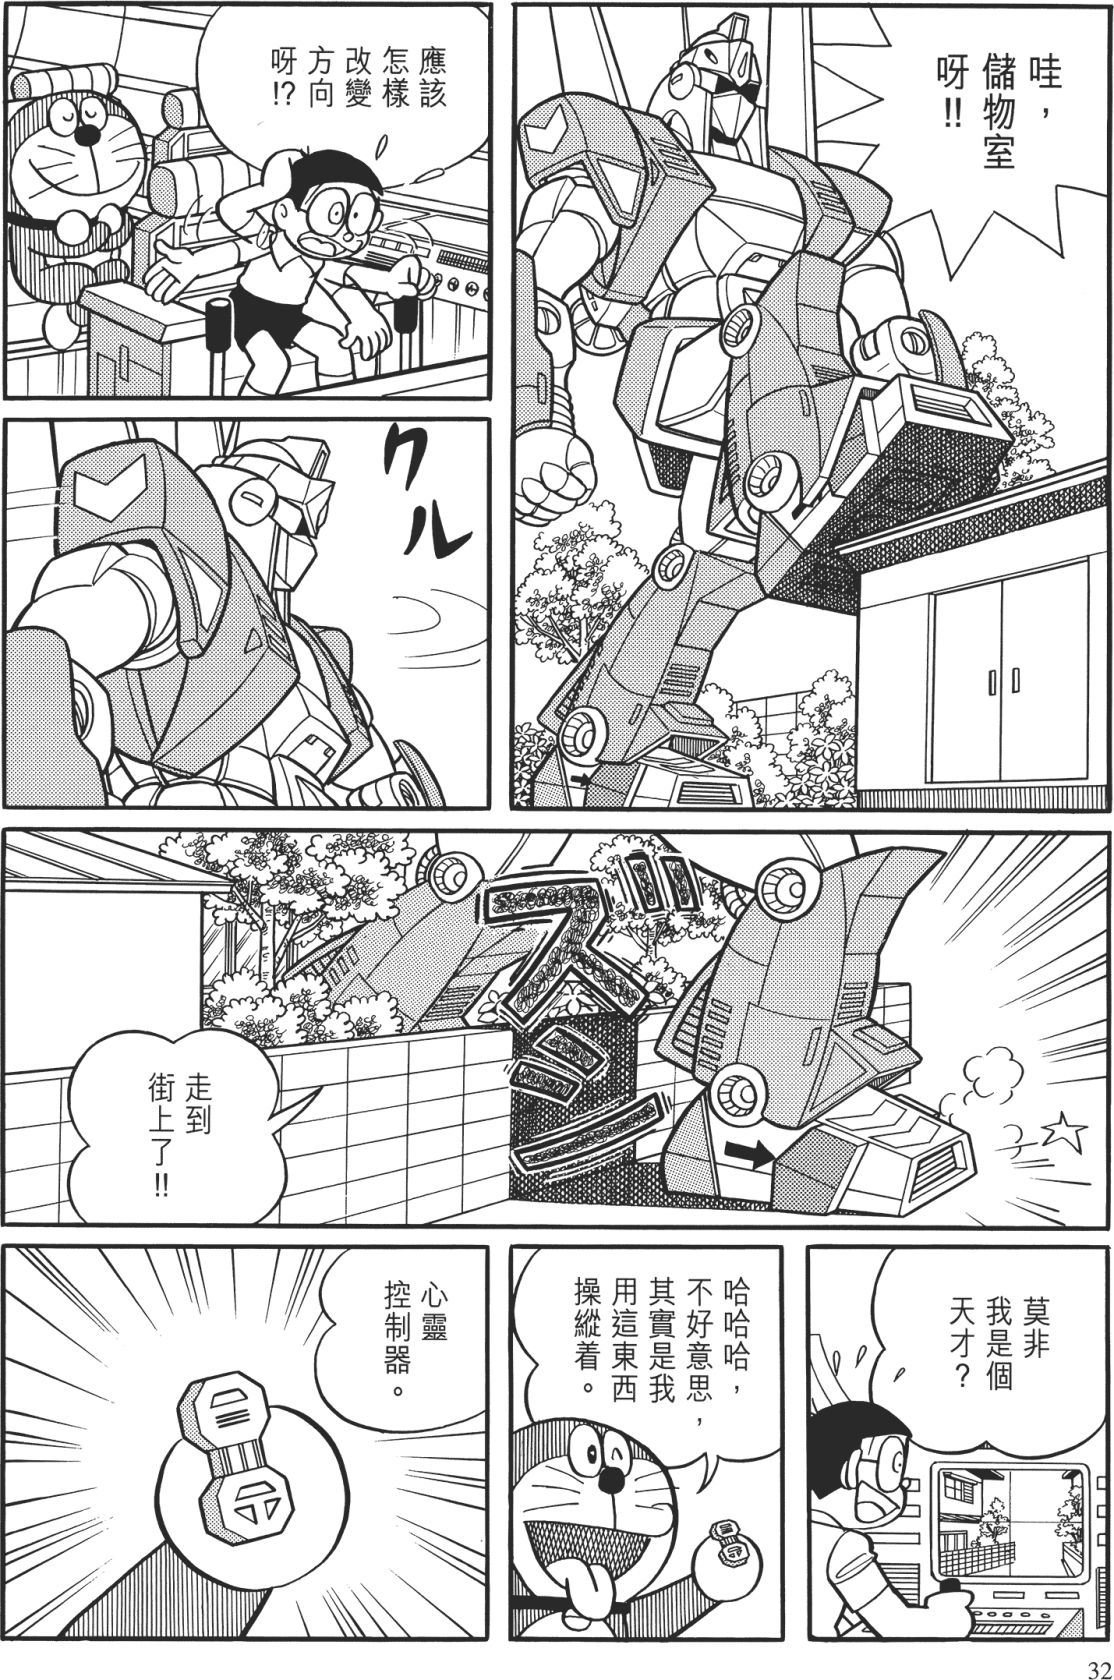 哇，
儲物室
呀!!
應該
怎樣
改變
方向
呀!?
クル
ズシン
走到
街上了!!
莫非
我是個
天才？
哈哈哈，
不好意思，
其實是我
用這東西
操縱着。
心靈
控制器。
32